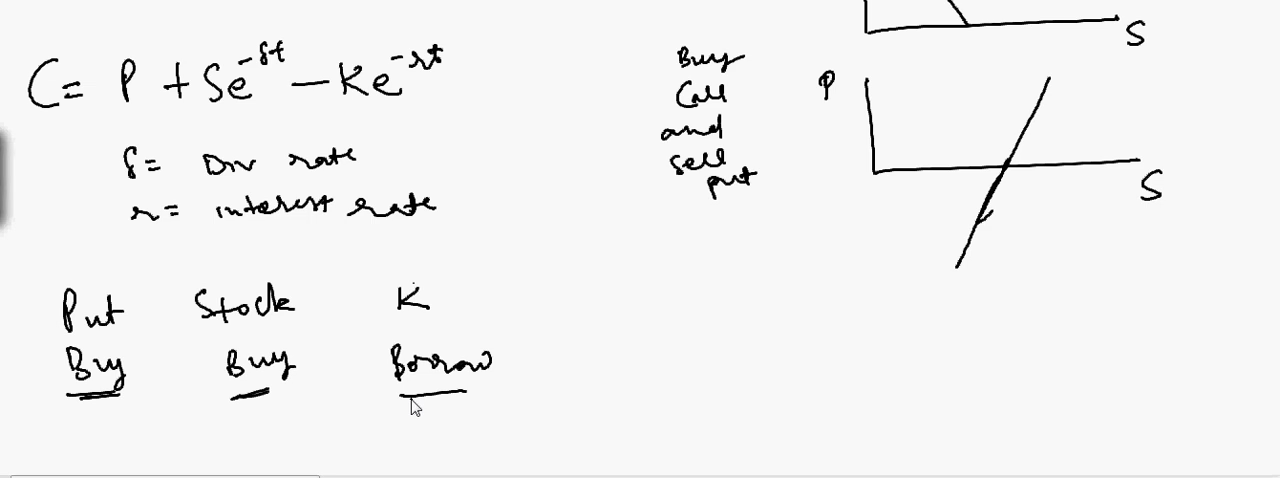 C = P + Se^-δt - Ke^-rt
δ = Div rate
r = interest rate
Put Stock K
Buy Buy Borrow
S
Buy
Call
and
sell
put
P
S